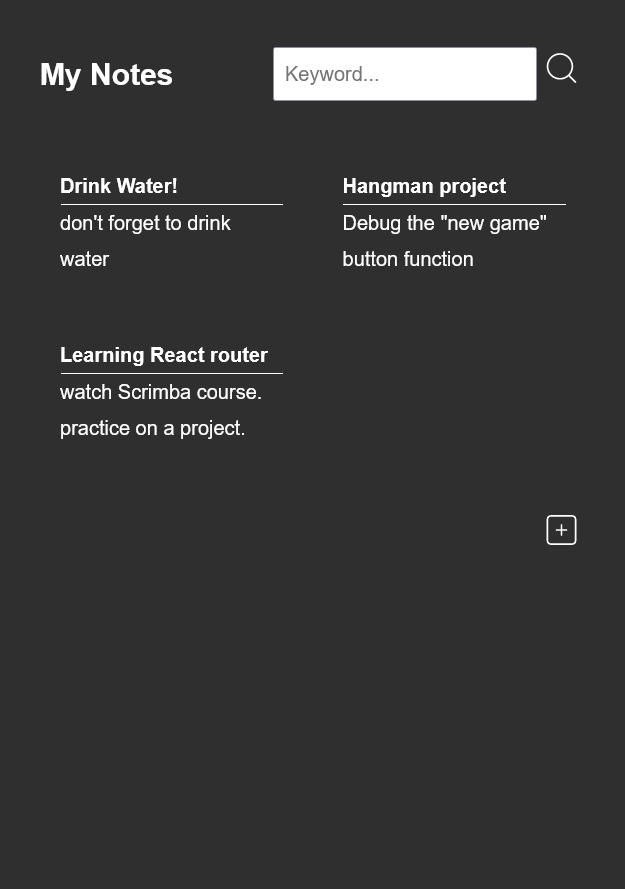 My Notes
Keyword...
Drink Water!
don't forget to drink
water
Hangman project
Debug the "new game"
button function
Learning React router
watch Scrimba course.
practice on a project.